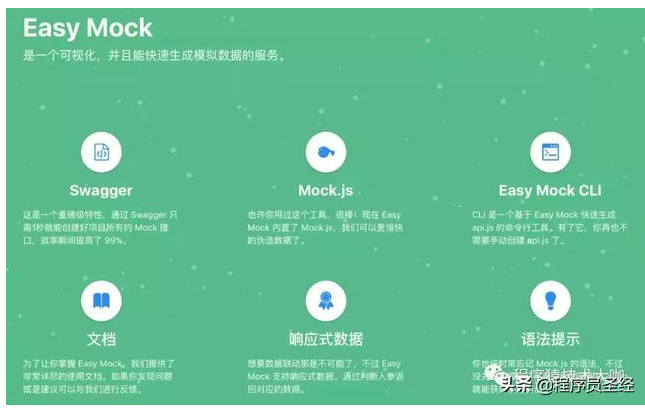 Easy Mock
是一个可视化，并且能快速生成模拟数据的服务。
Swagger
Mock.js
Easy Mock CLI
这是一个重磅级特性，通过 Swagger 只
需1秒就能创建好项目所有的 Mock 接
口，效率瞬间提高了 99%。
也许你用过这个工具，很棒！现在 Easy
Mock 内置了 Mock.js，我们可以更愉快
的伪造数据了。
CLI 是一个基于 Easy Mock 快速生成
api.js 的命令行工具。有了它，你再也不
需要手动创建 api.js 了。
文档
响应式数据
语法提示
为了让你掌握 Easy Mock。我们提供了
非常详尽的使用文档。如果你发现问题
或是建议可以与我们进行反馈。
想要数据联动那是不可能了，不过 Easy
Mock 支持响应式数据。通过判断入参返
回对应的数据。
你也许时常忘记 Mock.js 的语法，不过
就能获
程序猿技术大咖
头条 @程序员圣经